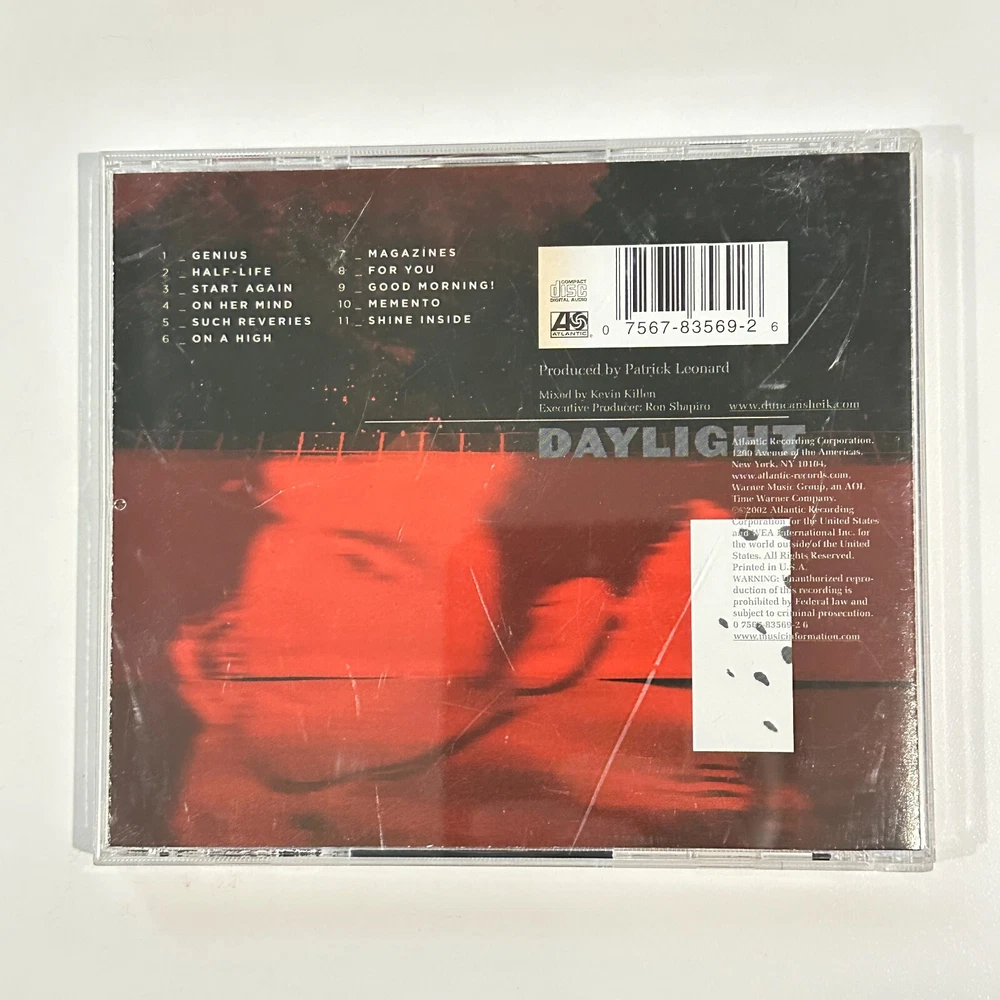 1 _ GENIUS
2 _ HALF-LIFE
3 _ START AGAIN
4 _ ON HER MIND
5 _ SUCH REVERIES
6 _ ON A HIGH
7 _ MAGAZINES
8 _ FOR YOU
9 _ GOOD MORNING!
10 _ MEMENTO
11 _ SHINE INSIDE
COMPACT
disc
DIGITAL AUDIO
ATLANTIC
0 7567-83569-2 6
Produced by Patrick Leonard
Mixed by Kevin Killen
Executive Producer: Ron Shapiro
www.duncansheik.com
DAYLIGHT
Atlantic Recording Corporation,
1290 Avenue of the Americas,
New York, NY 10104.
www.atlantic-records.com,
Warner Music Group, an AOL
Time Warner Company.
©℗2002 Atlantic Recording
Corporation for the United States
and WEA International Inc. for
the world outside of the United
States. All Rights Reserved.
Printed in U.S.A.
WARNING: Unauthorized repro-
duction of this recording is
prohibited by Federal law and
subject to criminal prosecution.
0 7567-83569-2 6
www.musicinformation.com